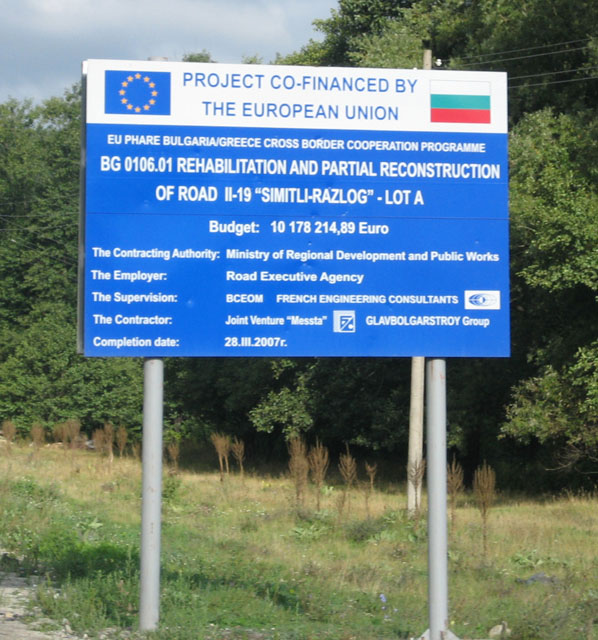 PROJECT CO-FINANCED BY
THE EUROPEAN UNION
EU PHARE BULGARIA/GREECE CROSS BORDER COOPERATION PROGRAMME
BG 0106.01 REHABILITATION AND PARTIAL RECONSTRUCTION
OF ROAD II-19 "SIMITLI-RAZLOG" - LOT A
Budget: 10 178 214,89 Euro
The Contracting Authority: Ministry of Regional Development and Public Works
The Employer: Road Executive Agency
The Supervision: BCEOM FRENCH ENGINEERING CONSULTANTS
The Contractor: Joint Venture "Messta" GLAVBOLGARSTROY Group
Completion date: 28.III.2007г.